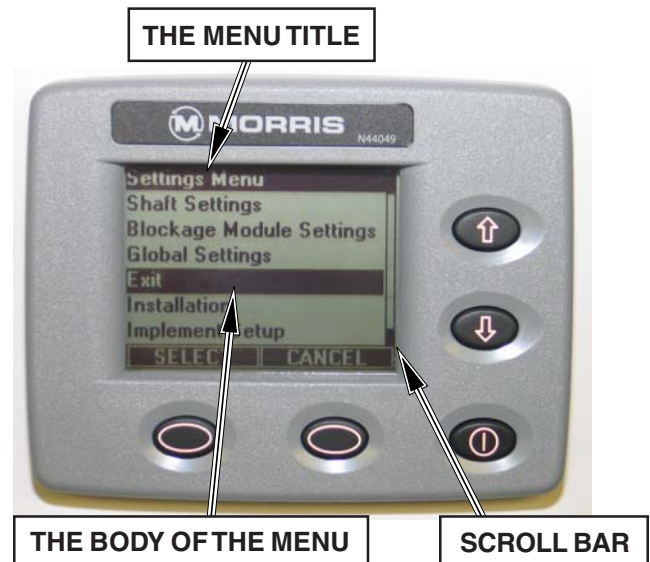 THE MENU TITLE
MORRIS
N44049
Settings Menu
Shaft Settings
Blockage Module Settings
Global Settings
Exit
Installation
Implement Setup
SELECT CANCEL
THE BODY OF THE MENU SCROLL BAR